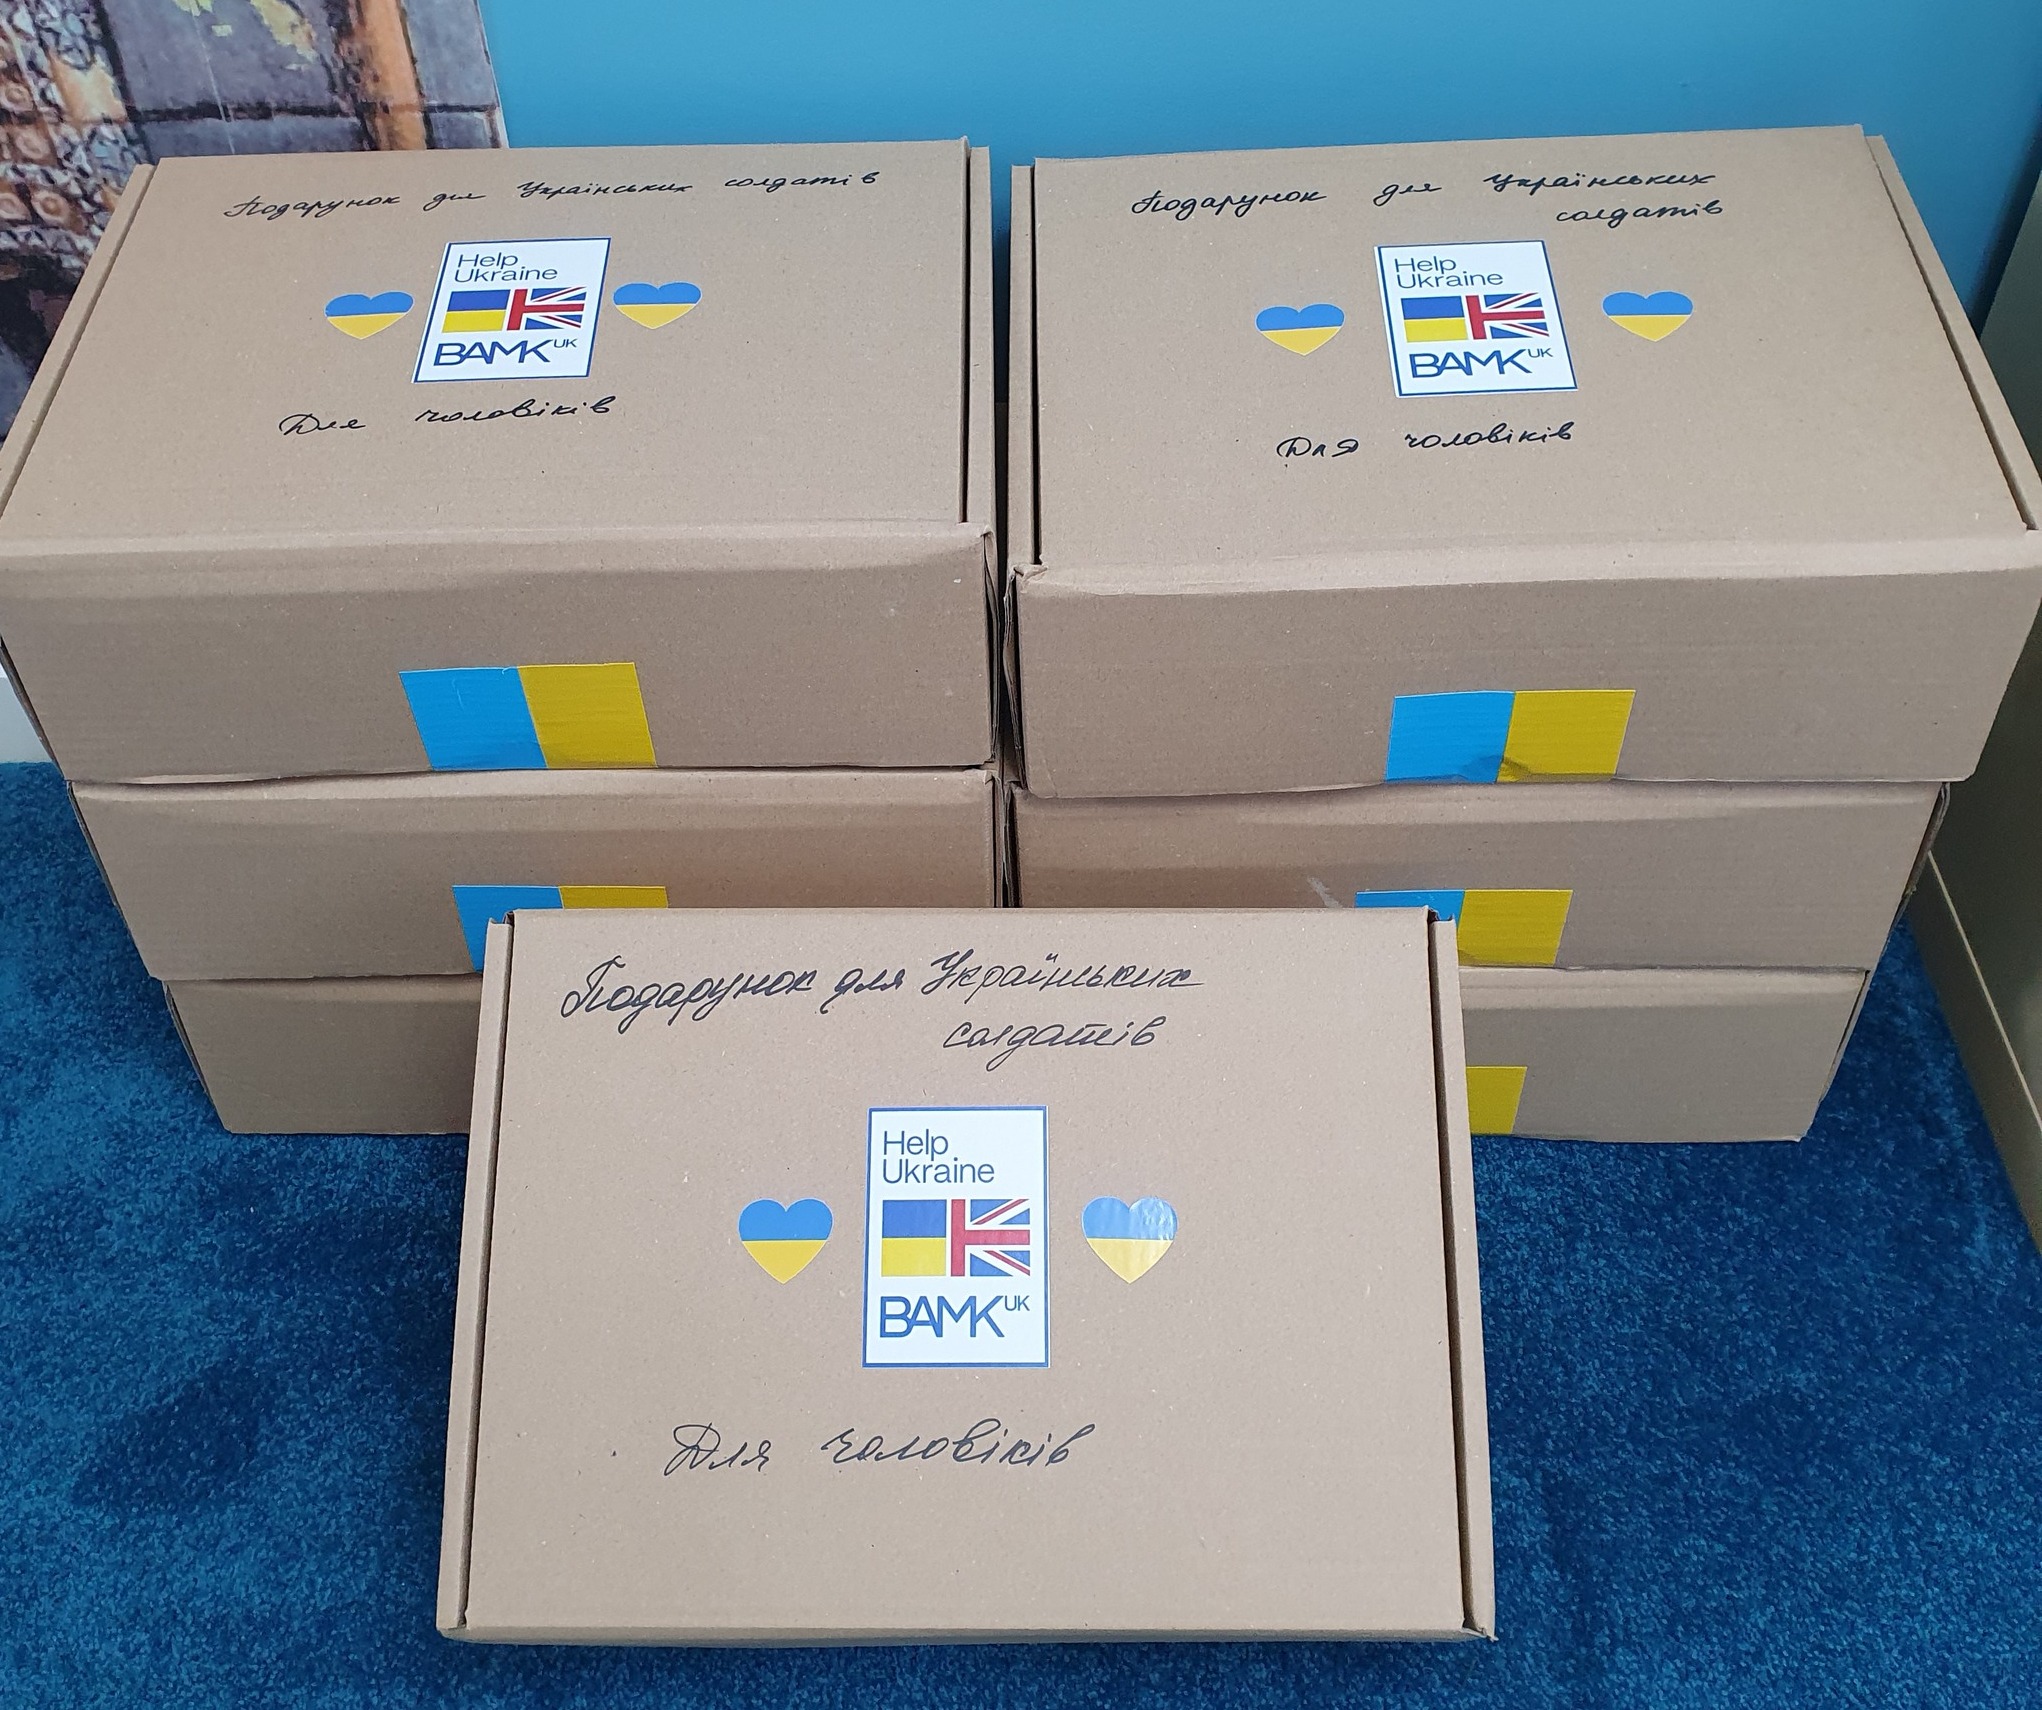 Подарунок для Українських солдатів
Help
Ukraine
BAMK UK
Для чоловіків
Подарунок для Українських
солдатів
Help
Ukraine
BAMK UK
Для чоловіків
Подарунок для Українських
солдатів
Help
Ukraine
BAMK UK
Для чоловіків